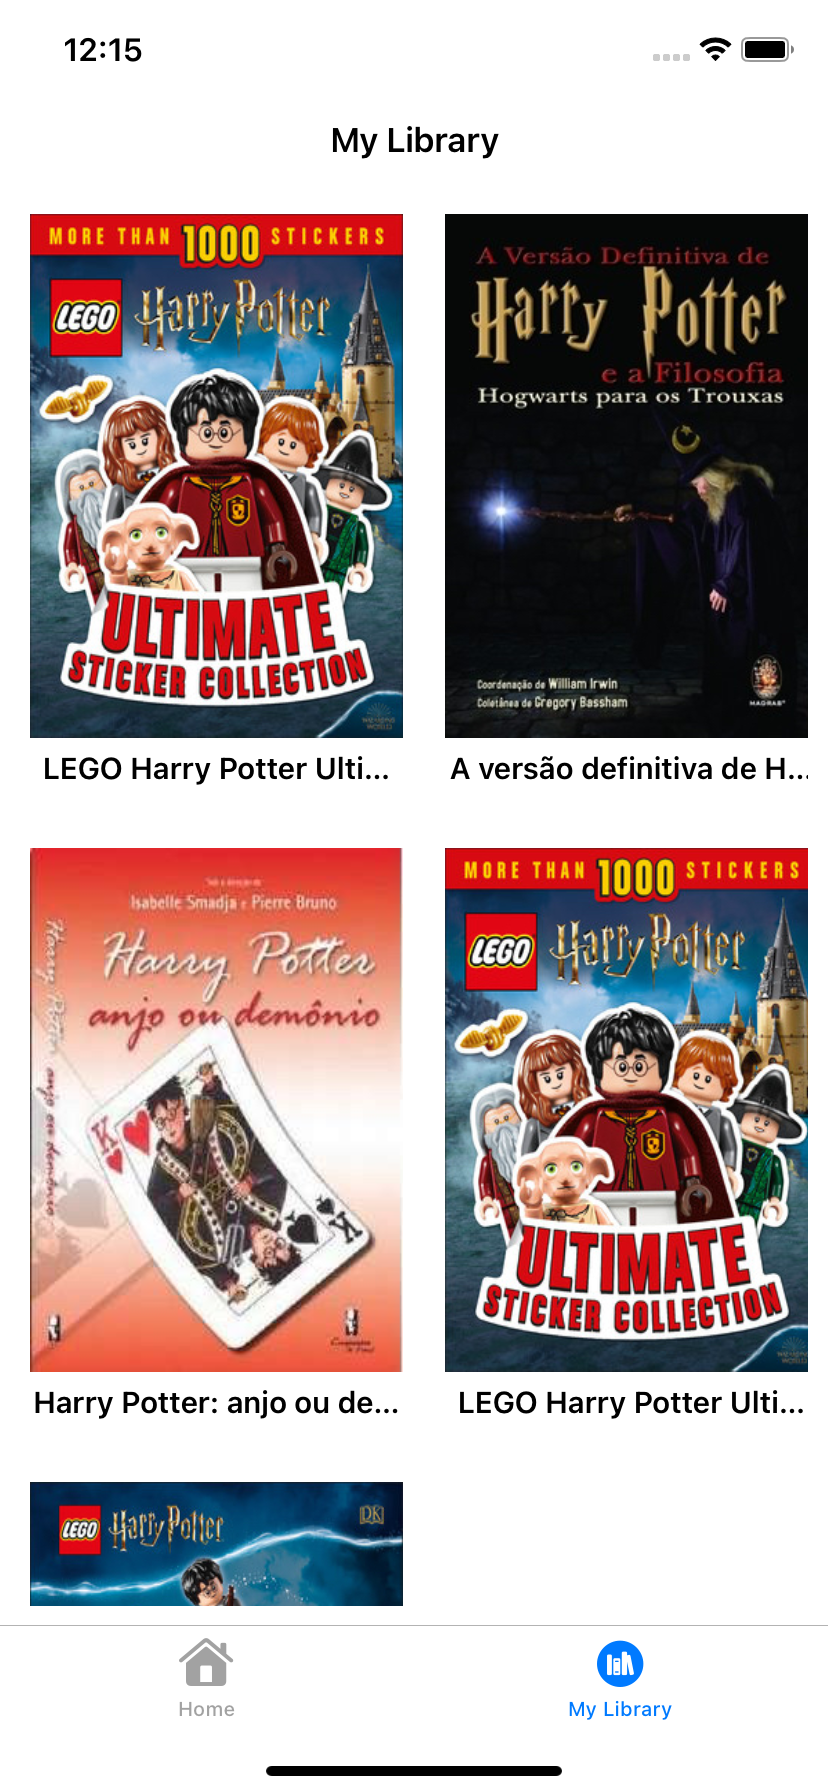 12:15
My Library
MORE THAN 1000 STICKERS
LEGO Harry Potter
ULTIMATE
STICKER COLLECTION
LEGO Harry Potter Ulti...
A Versão Definitiva de
Harry Potter
e a Filosofia
Hogwarts para os Trouxas
Coordenação de William Irwin
Coletânea de Gregory Bassham
MADRAS
A versão definitiva de H...
Isabelle Smadja e Pierre Bruno
Harry Potter
anjo ou demônio
Harry Potter anjo ou demônio
K
K
Harry Potter: anjo ou de...
MORE THAN 1000 STICKERS
LEGO Harry Potter
ULTIMATE
STICKER COLLECTION
LEGO Harry Potter Ulti...
LEGO Harry Potter
DK
Home
My Library